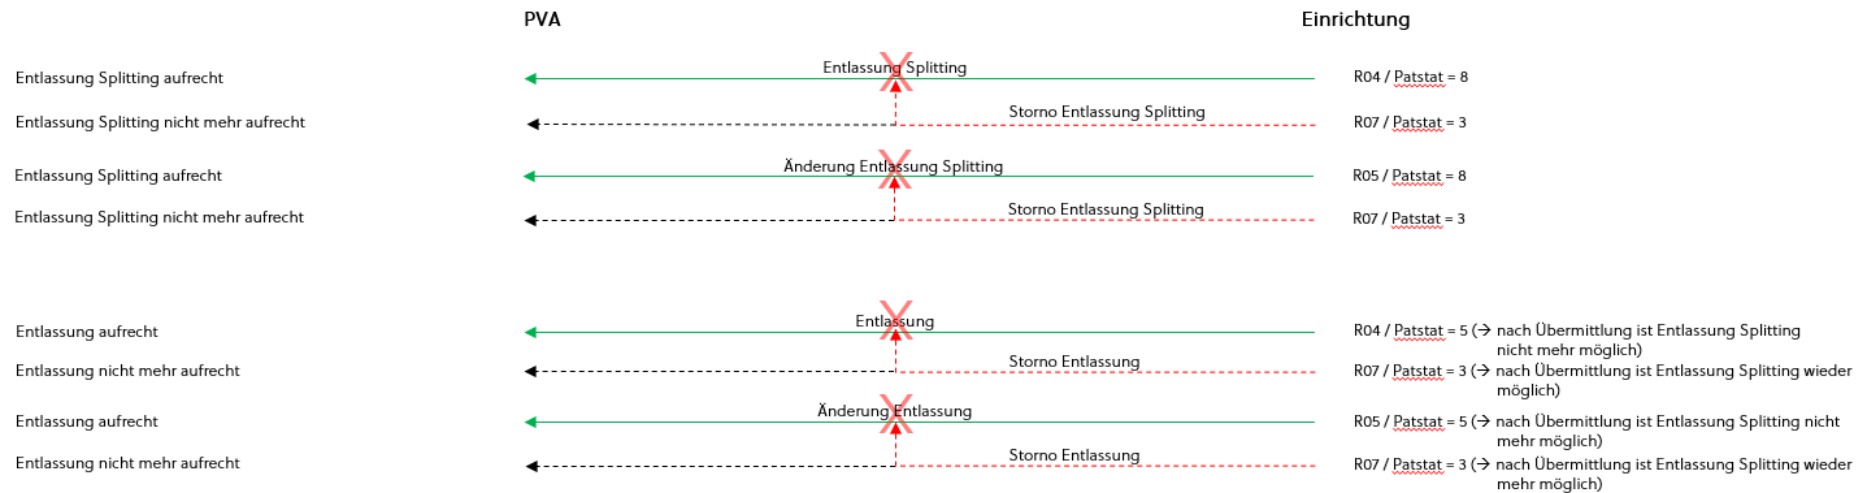 PVA
Einrichtung
Entlassung Splitting aufrecht
Entlassung Splitting
R04 / Patstat = 8
Entlassung Splitting nicht mehr aufrecht
Storno Entlassung Splitting
R07 / Patstat = 3
Entlassung Splitting aufrecht
Änderung Entlassung Splitting
R05 / Patstat = 8
Entlassung Splitting nicht mehr aufrecht
Storno Entlassung Splitting
R07 / Patstat = 3
Entlassung aufrecht
Entlassung
R04 / Patstat = 5 (→ nach Übermittlung ist Entlassung Splitting
nicht mehr möglich)
Entlassung nicht mehr aufrecht
Storno Entlassung
R07 / Patstat = 3 (→ nach Übermittlung ist Entlassung Splitting wieder
möglich)
Entlassung aufrecht
Änderung Entlassung
R05 / Patstat = 5 (→ nach Übermittlung ist Entlassung Splitting nicht
mehr möglich)
Entlassung nicht mehr aufrecht
Storno Entlassung
R07 / Patstat = 3 (→ nach Übermittlung ist Entlassung Splitting wieder
mehr möglich)